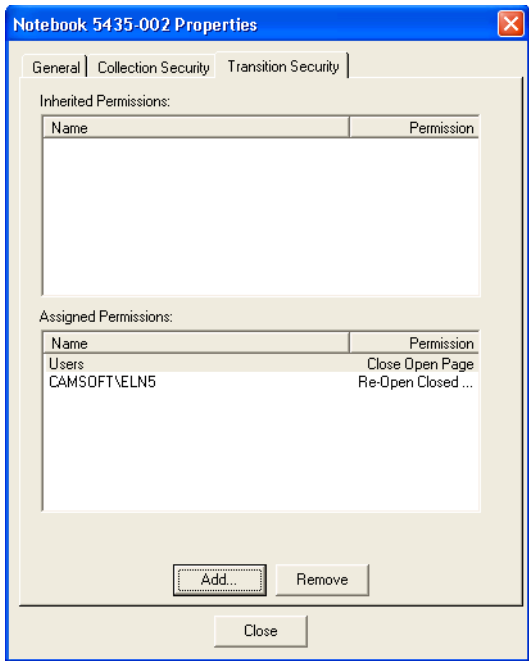 Notebook 5435-002 Properties
General Collection Security Transition Security
Inherited Permissions:
Name Permission
Assigned Permissions:
Name Permission
Users Close Open Page
CAMSOFT\ELN5 Re-Open Closed ...
Add... Remove
Close